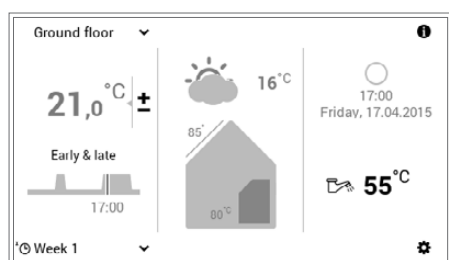 Ground floor
21,0 °C ±
Early & late
17:00
Week 1
16°C
85°
80°C
17:00
Friday, 17.04.2015
55°C